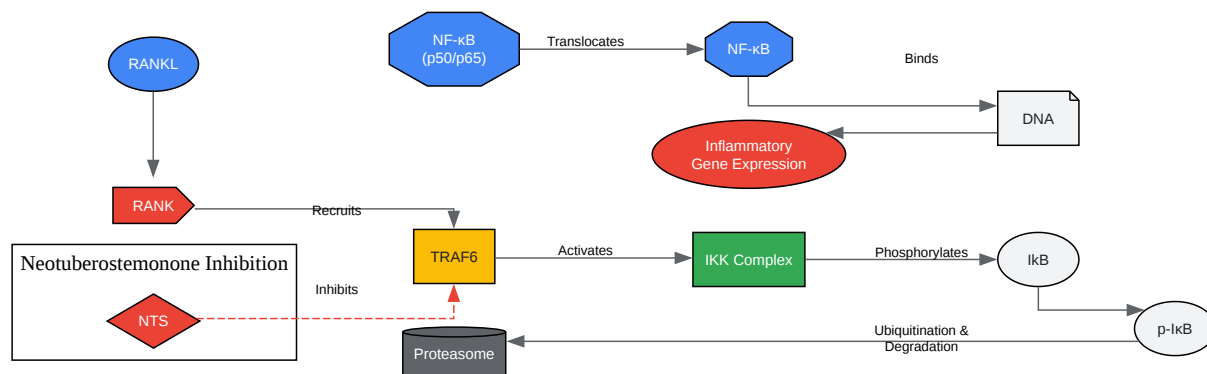 NF-κB
(p50/p65)
Translocates
NF-κB
RANKL
Binds
DNA
Inflammatory
Gene Expression
RANK
Recruits
TRAF6
Activates
IKK Complex
Phosphorylates
IkB
Neotuberostemonone Inhibition
NTS
Inhibits
Proteasome
Ubiquitination &
Degradation
p-IκB